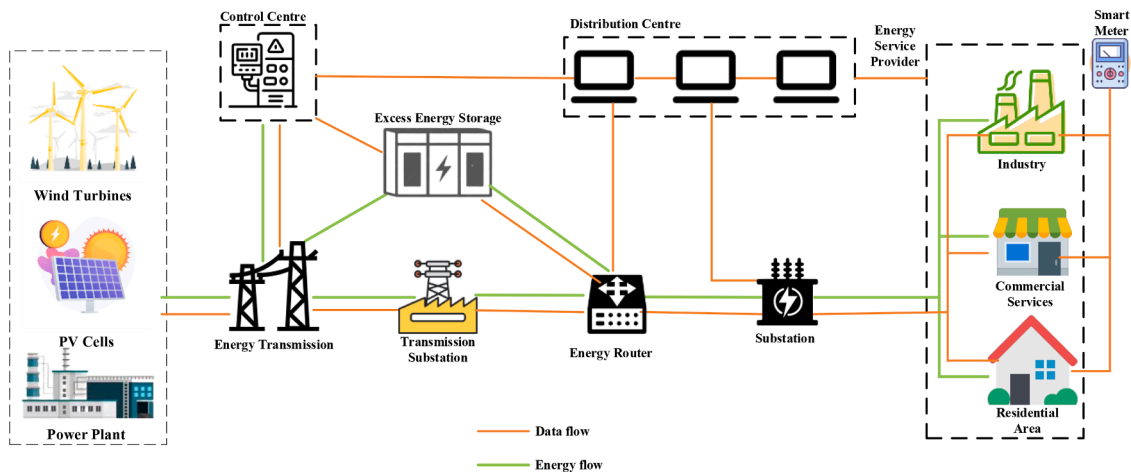 Control Centre
Distribution Centre
Energy
Service
Provider
Smart
Meter
Excess Energy Storage
Wind Turbines
Industry
PV Cells
Energy Transmission
Transmission
Substation
Energy Router
Substation
Commercial
Services
Power Plant
Residential
Area
Data flow
Energy flow